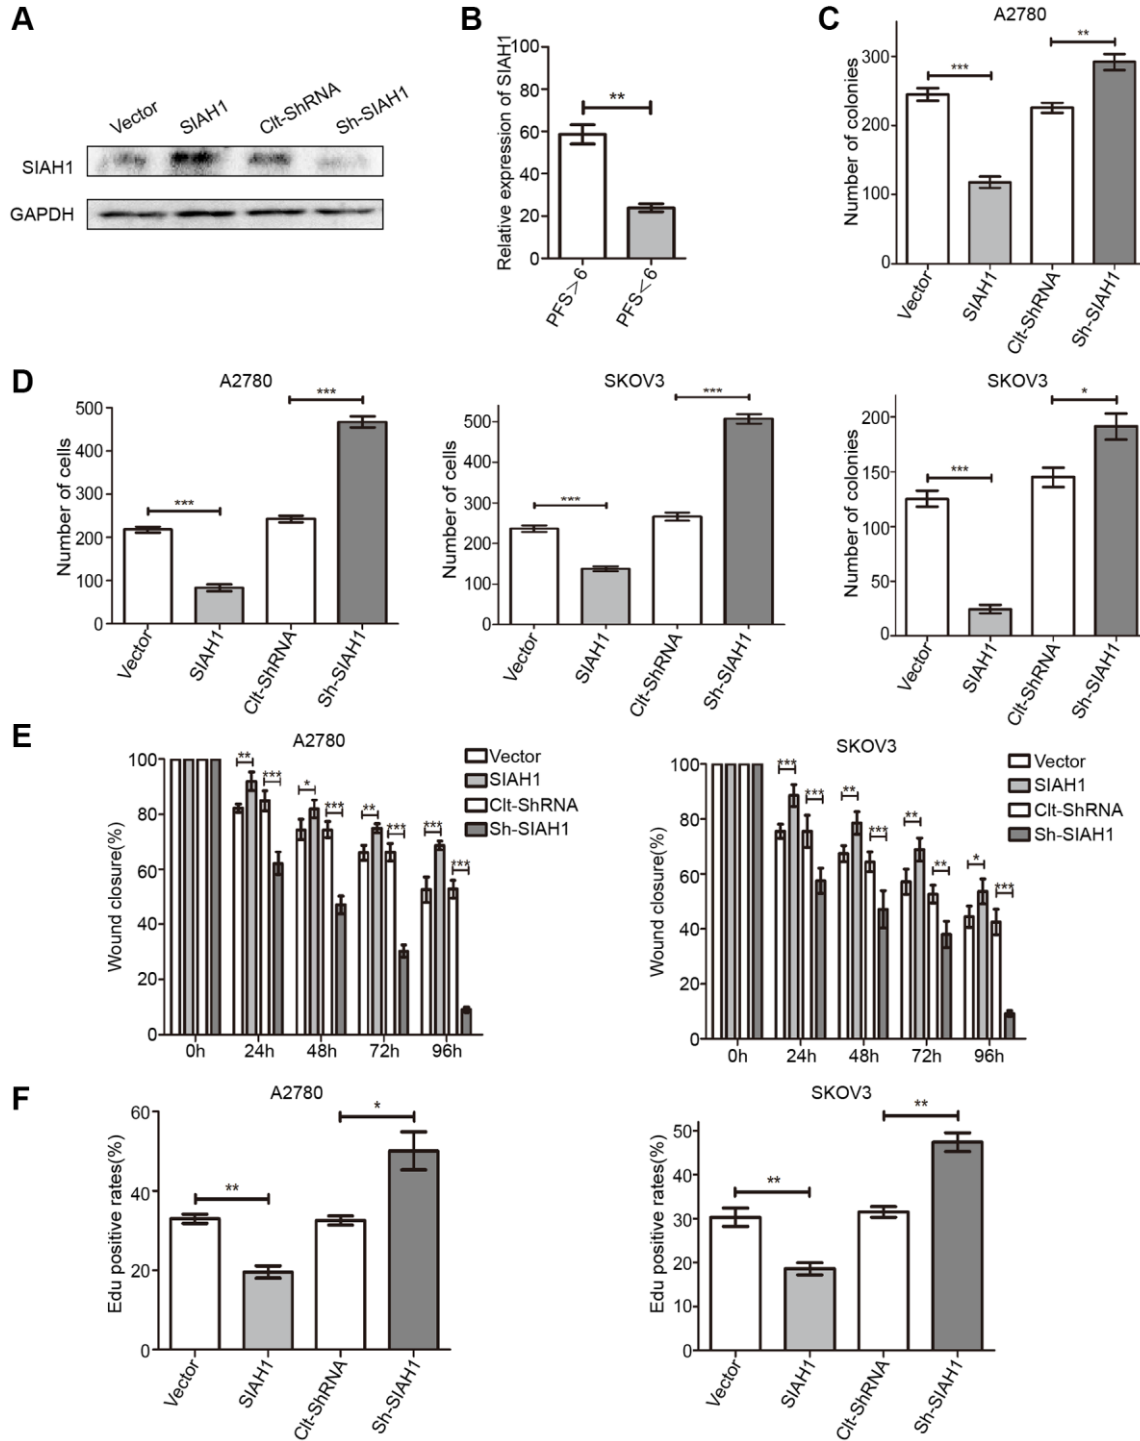 A
Vector
SIAH1
Clt-ShRNA
Sh-SIAH1
SIAH1
GAPDH
B
Relative expression of SIAH1
100
80
60
40
20
0
**
PFS>6
PFS<6
C
A2780
Number of colonies
300
200
100
0
***
**
Vector
SIAH1
Clt-ShRNA
Sh-SIAH1
D
A2780
Number of cells
500
400
300
200
100
0
***
***
Vector
SIAH1
Clt-ShRNA
Sh-SIAH1
SKOV3
Number of cells
500
400
300
200
100
0
***
***
Vector
SIAH1
Clt-ShRNA
Sh-SIAH1
SKOV3
Number of colonies
200
150
100
50
0
***
*
Vector
SIAH1
Clt-ShRNA
Sh-SIAH1
E
A2780
Wound closure(%)
100
80
60
40
20
0
** ***
* ***
** ***
*** ***
0h 24h 48h 72h 96h
Vector
SIAH1
Clt-ShRNA
Sh-SIAH1
SKOV3
Wound closure(%)
100
80
60
40
20
0
*** ***
** ***
** **
* ***
0h 24h 48h 72h 96h
Vector
SIAH1
Clt-ShRNA
Sh-SIAH1
F
A2780
Edu positive rates(%)
60
40
20
0
**
*
Vector
SIAH1
Clt-ShRNA
Sh-SIAH1
SKOV3
Edu positive rates(%)
50
40
30
20
10
0
**
**
Vector
SIAH1
Clt-ShRNA
Sh-SIAH1